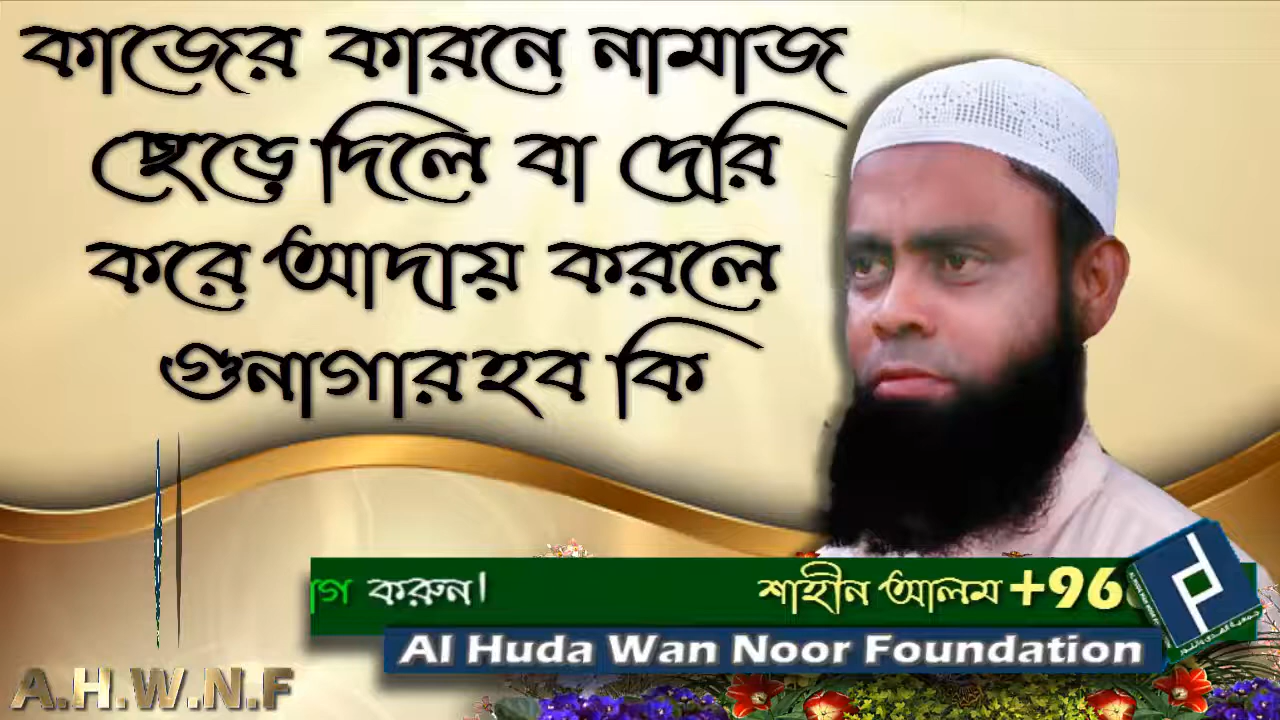 কাজের কারনে নামাজ
ছেড়ে দিলে বা দেরি
করে আদায় করলে
গুনাগার হব কি
করুন। শাহীন আলম +96
Al Huda Wan Noor Foundation
A.H.W.N.F